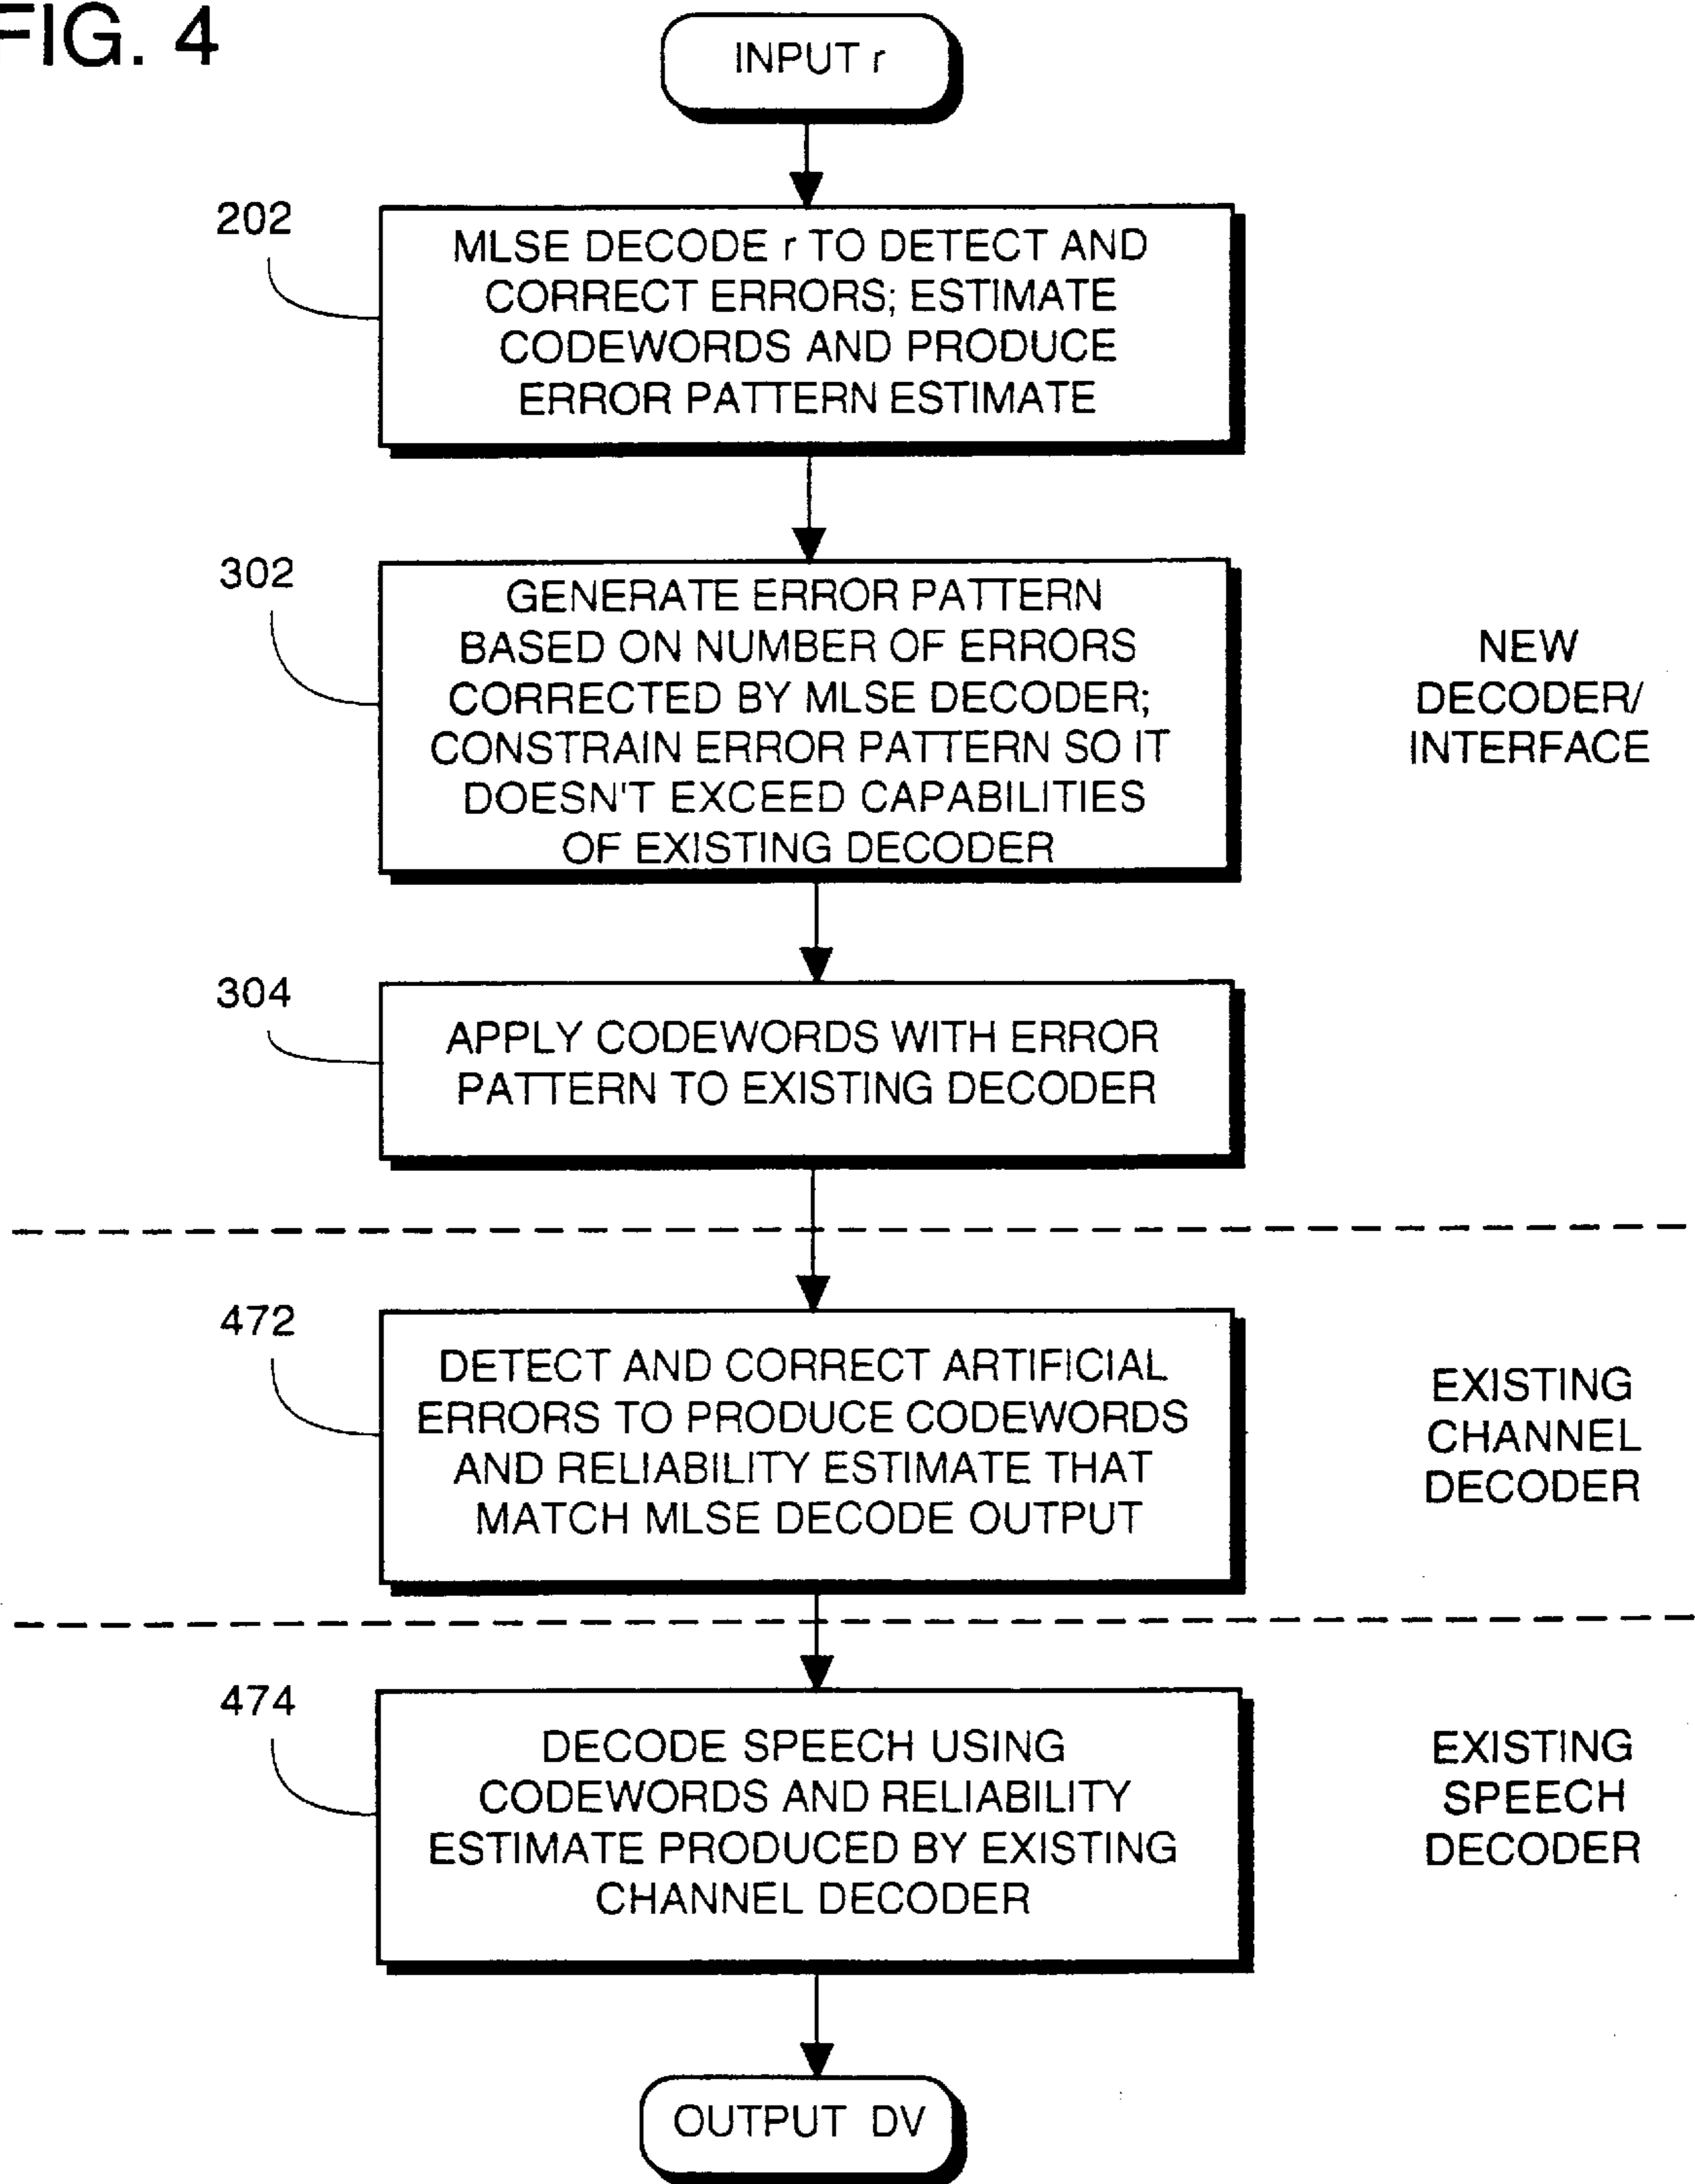 FIG. 4
INPUT r
202
MLSE DECODE r TO DETECT AND
CORRECT ERRORS; ESTIMATE
CODEWORDS AND PRODUCE
ERROR PATTERN ESTIMATE
302
GENERATE ERROR PATTERN
BASED ON NUMBER OF ERRORS
CORRECTED BY MLSE DECODER;
CONSTRAIN ERROR PATTERN SO IT
DOESN'T EXCEED CAPABILITIES
OF EXISTING DECODER
NEW
DECODER/
INTERFACE
304
APPLY CODEWORDS WITH ERROR
PATTERN TO EXISTING DECODER
472
DETECT AND CORRECT ARTIFICIAL
ERRORS TO PRODUCE CODEWORDS
AND RELIABILITY ESTIMATE THAT
MATCH MLSE DECODE OUTPUT
EXISTING
CHANNEL
DECODER
474
DECODE SPEECH USING
CODEWORDS AND RELIABILITY
ESTIMATE PRODUCED BY EXISTING
CHANNEL DECODER
EXISTING
SPEECH
DECODER
OUTPUT DV